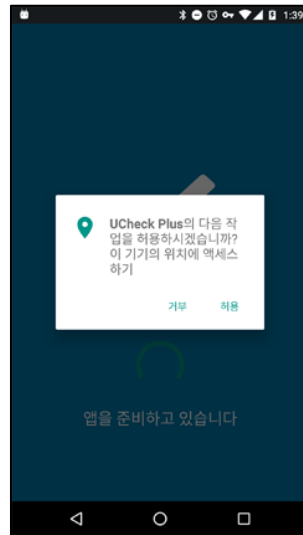 1:39
UCheck Plus의 다음 작
업을 허용하시겠습니까?
이 기기의 위치에 액세스
하기
거부 허용
앱을 준비하고 있습니다